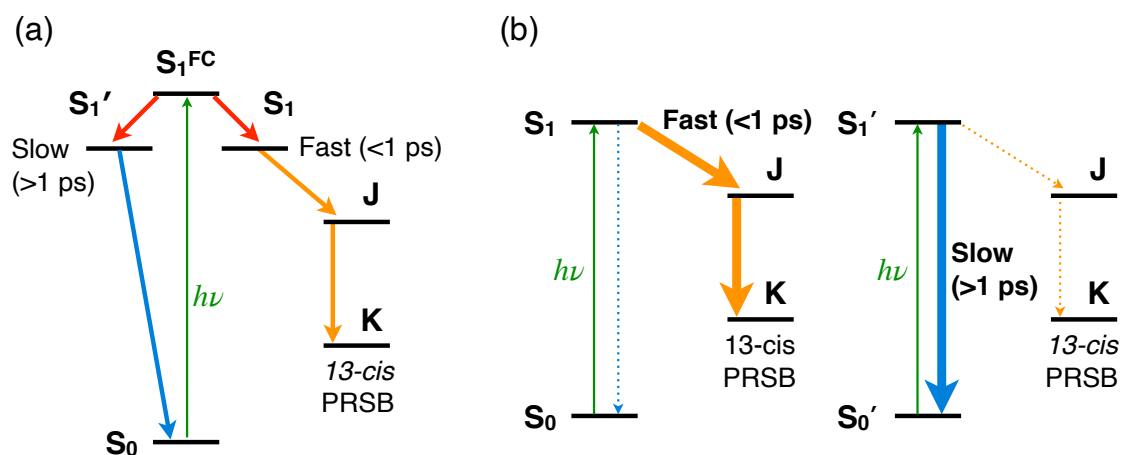 (a)
S₁ᶠᶜ
S₁′
S₁
Slow
(>1 ps)
Fast (<1 ps)
J
hν
K
13-cis
PRSB
S₀
(b)
S₁
Fast (<1 ps)
J
hν
K
13-cis
PRSB
S₀
S₁′
J
hν
Slow
(>1 ps)
K
13-cis
PRSB
S₀′